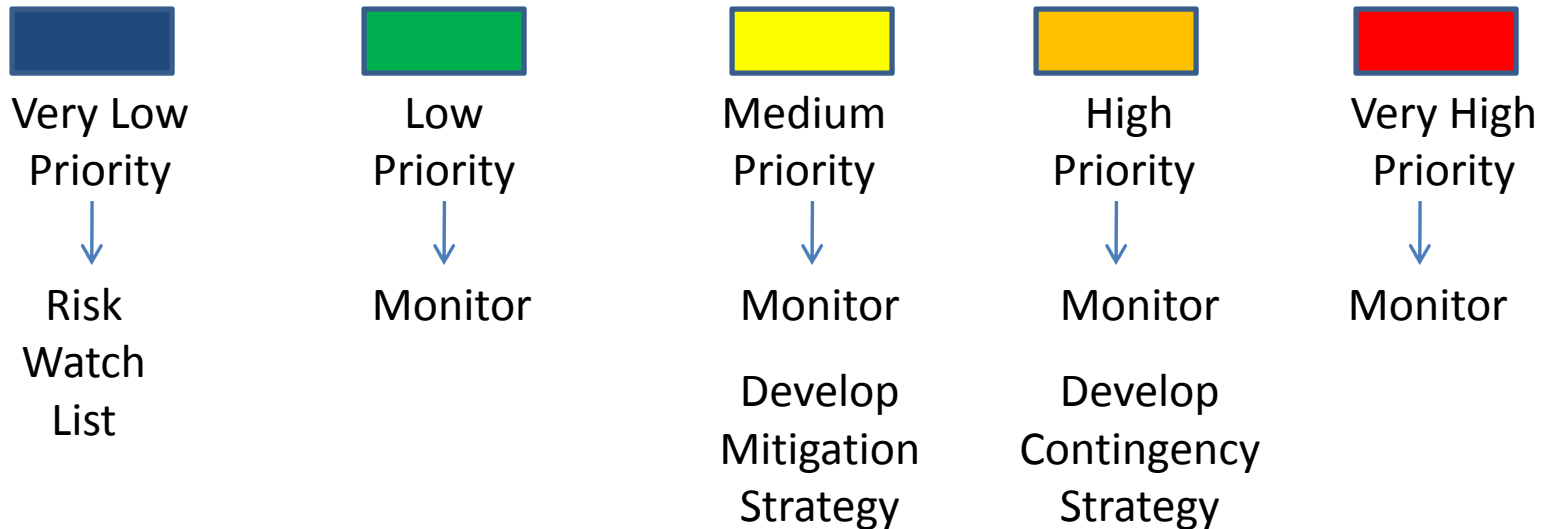 Very Low
Priority
Low
Priority
Medium
Priority
High
Priority
Very High
Priority
Risk
Watch
List
Monitor
Monitor
Develop
Mitigation
Strategy
Monitor
Develop
Contingency
Strategy
Monitor